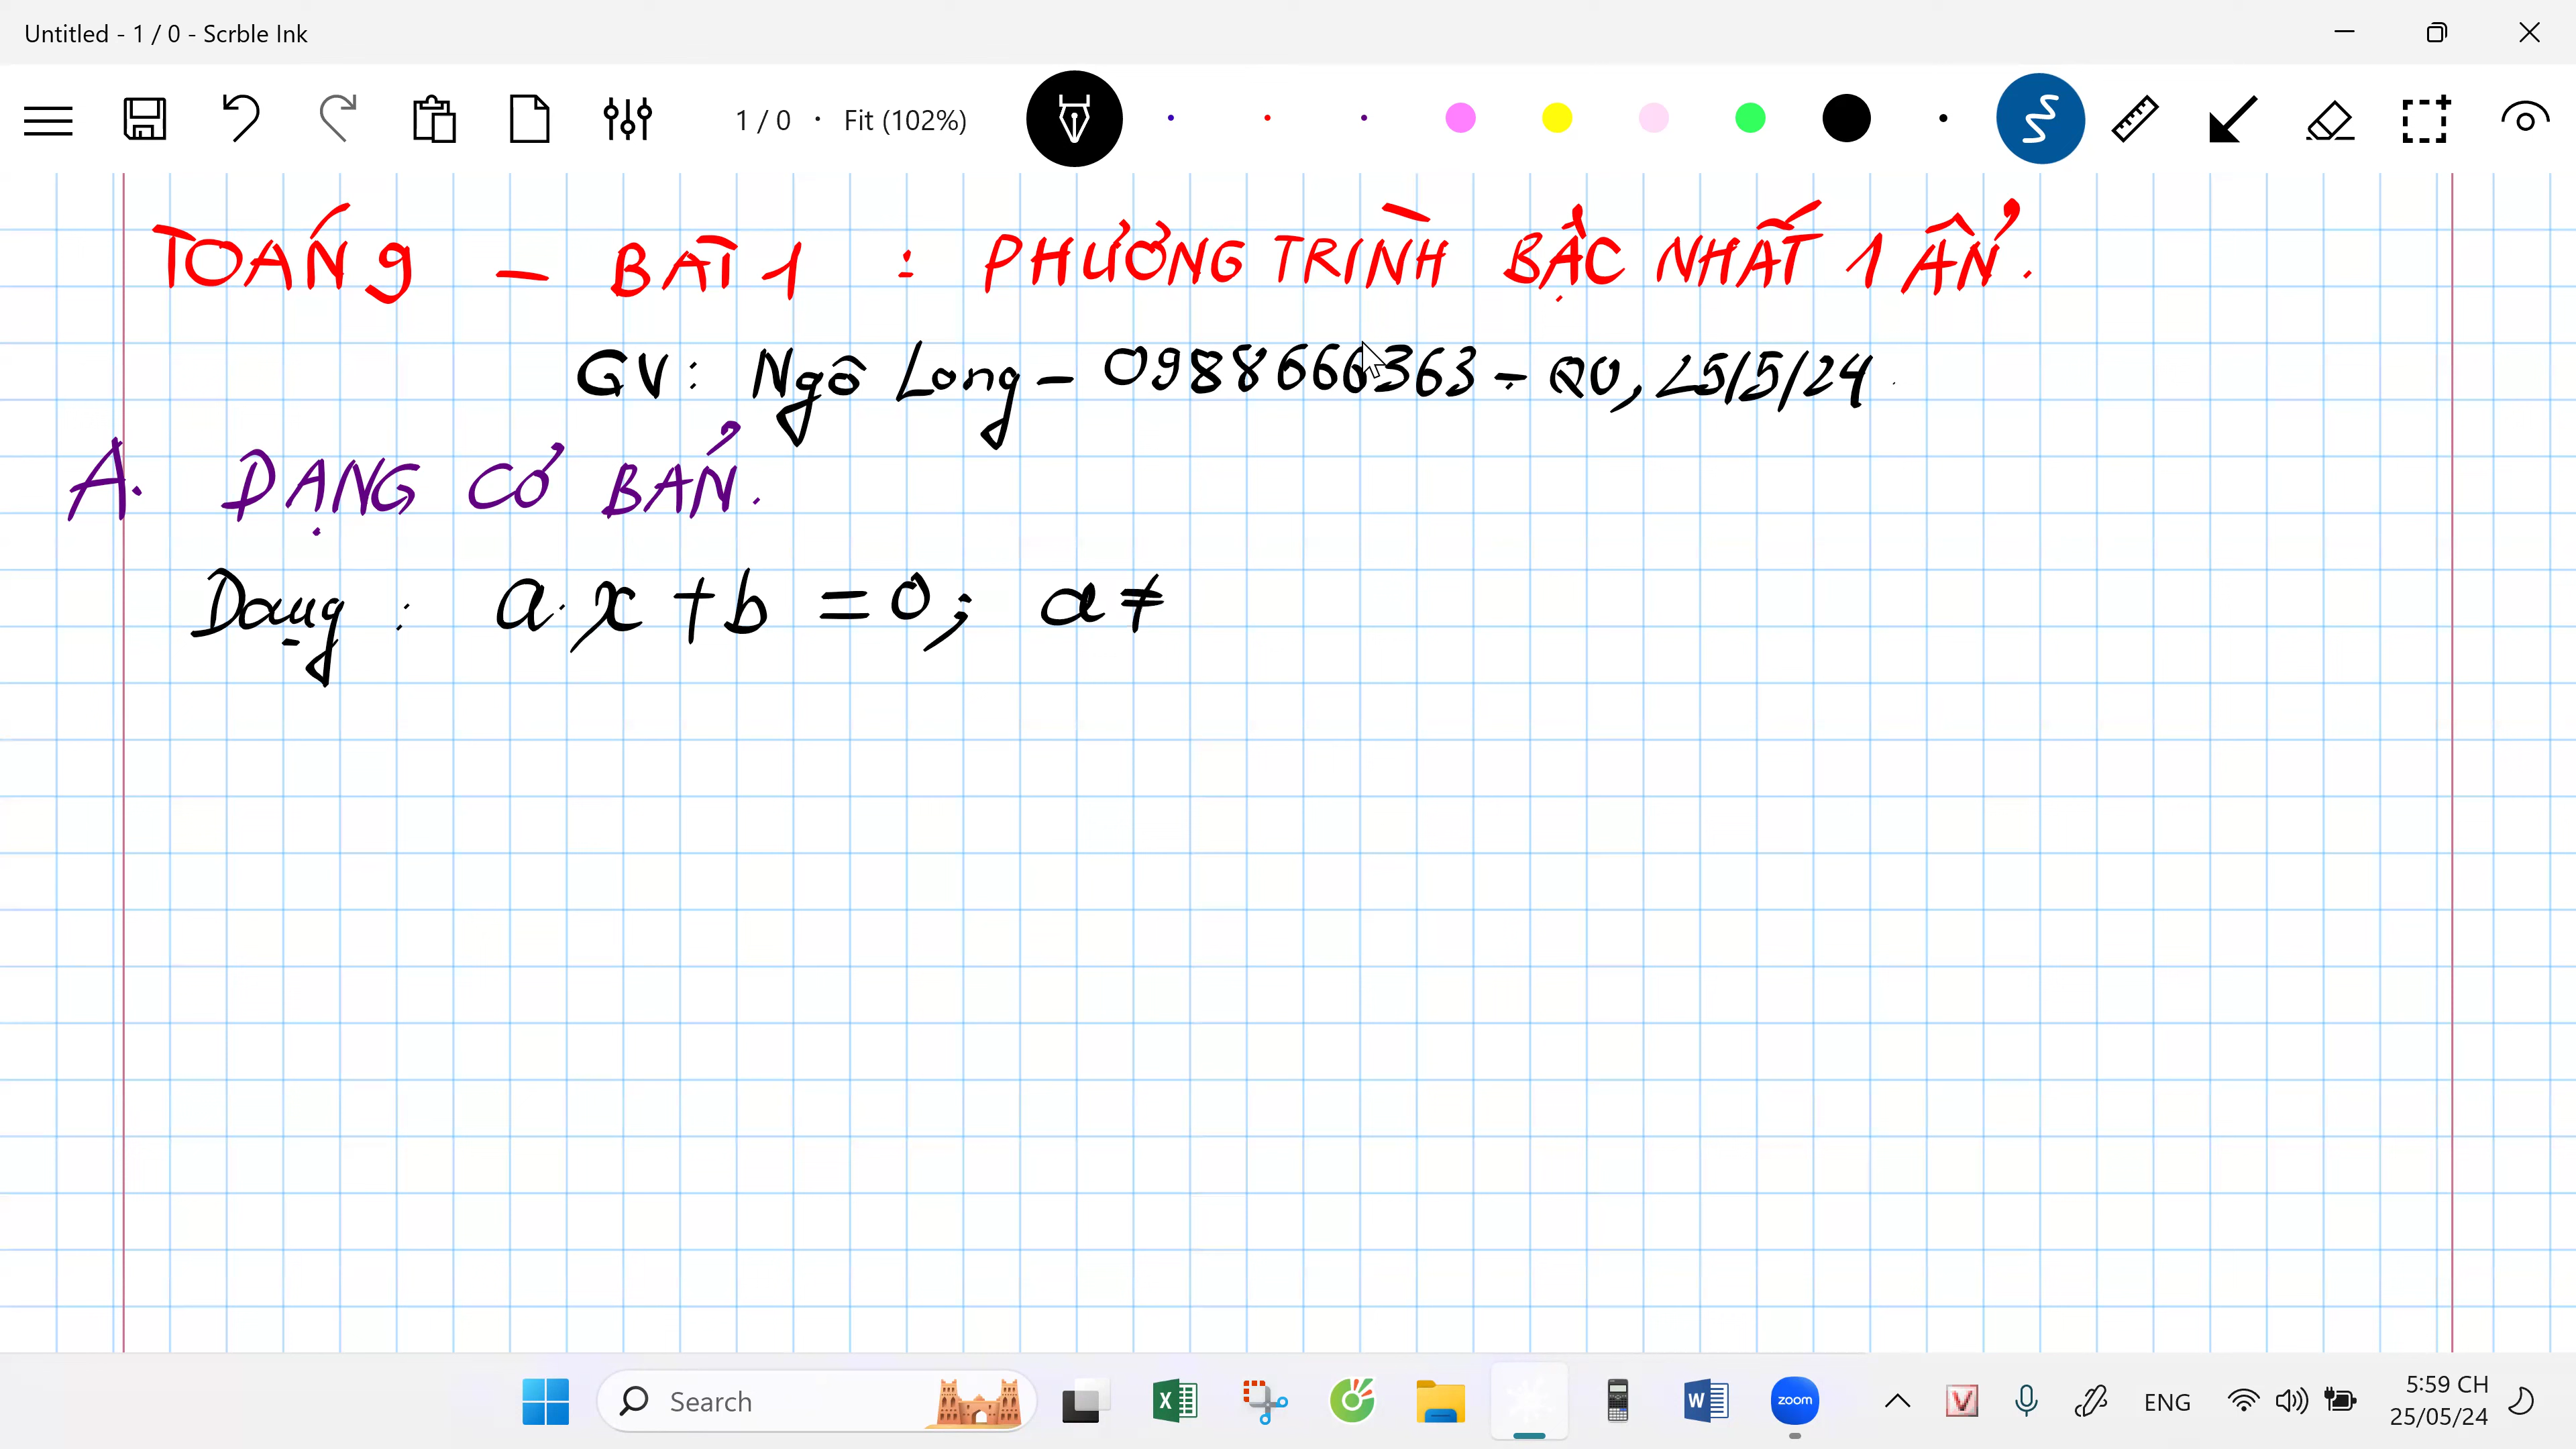 Untitled - 1 / 0 - Scrble Ink
1 / 0 · Fit (102%)
TOÁN 9 – BÀI 1 : PHƯƠNG TRÌNH BẬC NHẤT 1 ẨN.
GV: Ngô Long – 0988666363 – QO, 25/5/24
A. DẠNG CƠ BẢN.
Dạng : a.x + b = 0; a ≠
Search
zoom
ENG
5:59 CH
25/05/24